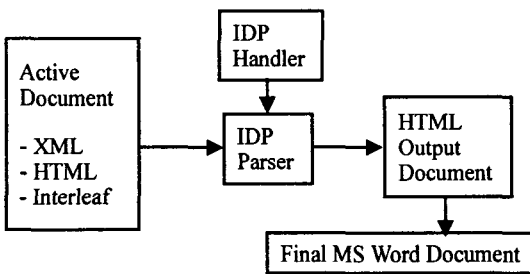 IDP
Handler
Active
Document
- XML
- HTML
- Interleaf
IDP
Parser
HTML
Output
Document
Final MS Word Document